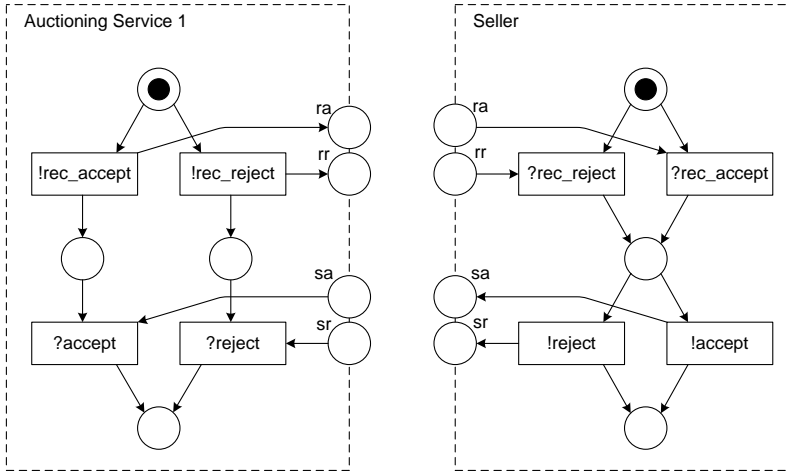 Auctioning Service 1
ra
!rec_accept
!rec_reject
rr
sa
?accept
?reject
sr
Seller
ra
rr
?rec_reject
?rec_accept
sa
sr
!reject
!accept